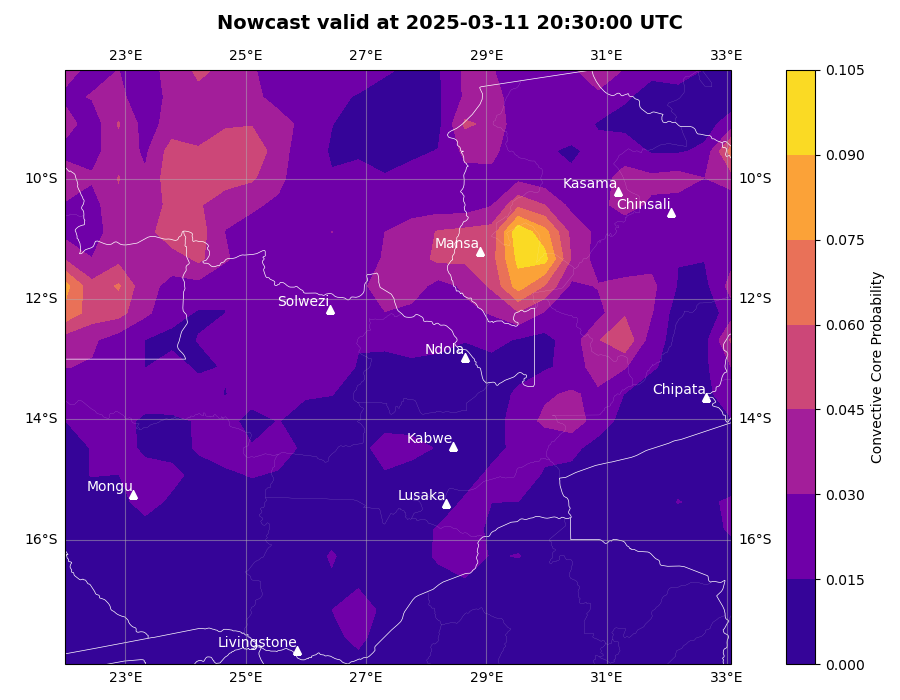 Nowcast valid at 2025-03-11 20:30:00 UTC
23°E 25°E 27°E 29°E 31°E 33°E
0.105
0.090
10°S 10°S
Kasama
Chinsali
0.075
Mansa
12°S 12°S
Solwezi
0.060
Ndola
Chipata
0.045
14°S 14°S
Kabwe
Mongu
Lusaka
0.030
16°S 16°S
0.015
Livingstone
0.000
23°E 25°E 27°E 29°E 31°E 33°E
Convective Core Probability